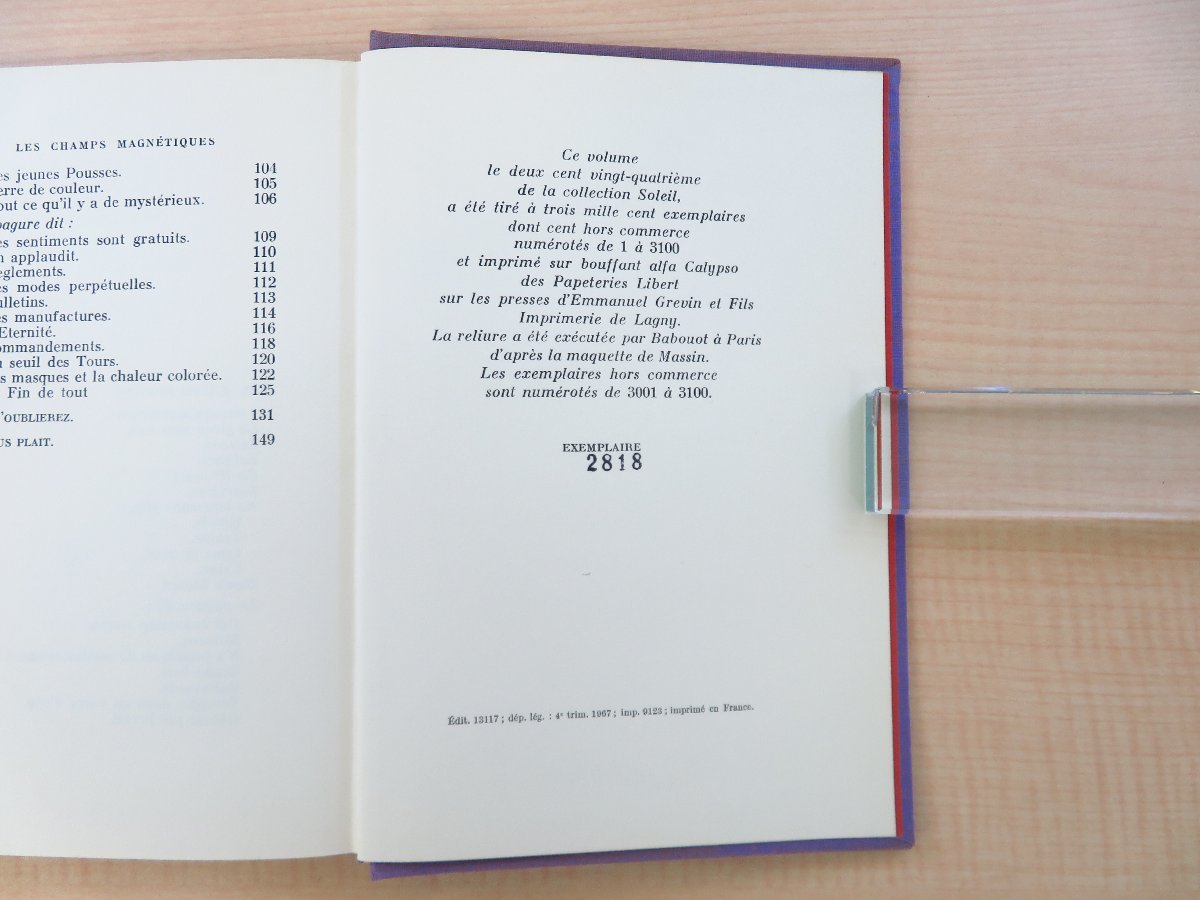 LES CHAMPS MAGNÉTIQUES
es jeunes Pousses. 104
erre de couleur. 105
out ce qu'il y a de mystérieux. 106
pagure dit :
es sentiments sont gratuits. 109
n applaudit. 110
èglements. 111
es modes perpétuelles. 112
ulletins. 113
es manufactures. 114
Eternité. 116
ommandements. 118
u seuil des Tours. 120
s masques et la chaleur colorée. 122
Fin de tout 125
'OUBLIEREZ. 131
US PLAIT. 149
Ce volume
le deux cent vingt-quatrième
de la collection Soleil,
a été tiré à trois mille cent exemplaires
dont cent hors commerce
numérotés de 1 à 3100
et imprimé sur bouffant alfa Calypso
des Papeteries Libert
sur les presses d'Emmanuel Grevin et Fils
Imprimerie de Lagny.
La reliure a été exécutée par Babouot à Paris
d'après la maquette de Massin.
Les exemplaires hors commerce
sont numérotés de 3001 à 3100.
EXEMPLAIRE
2818
Édit. 13117 ; dép. lég. : 4e trim. 1967 ; imp. 9123 ; imprimé en France.